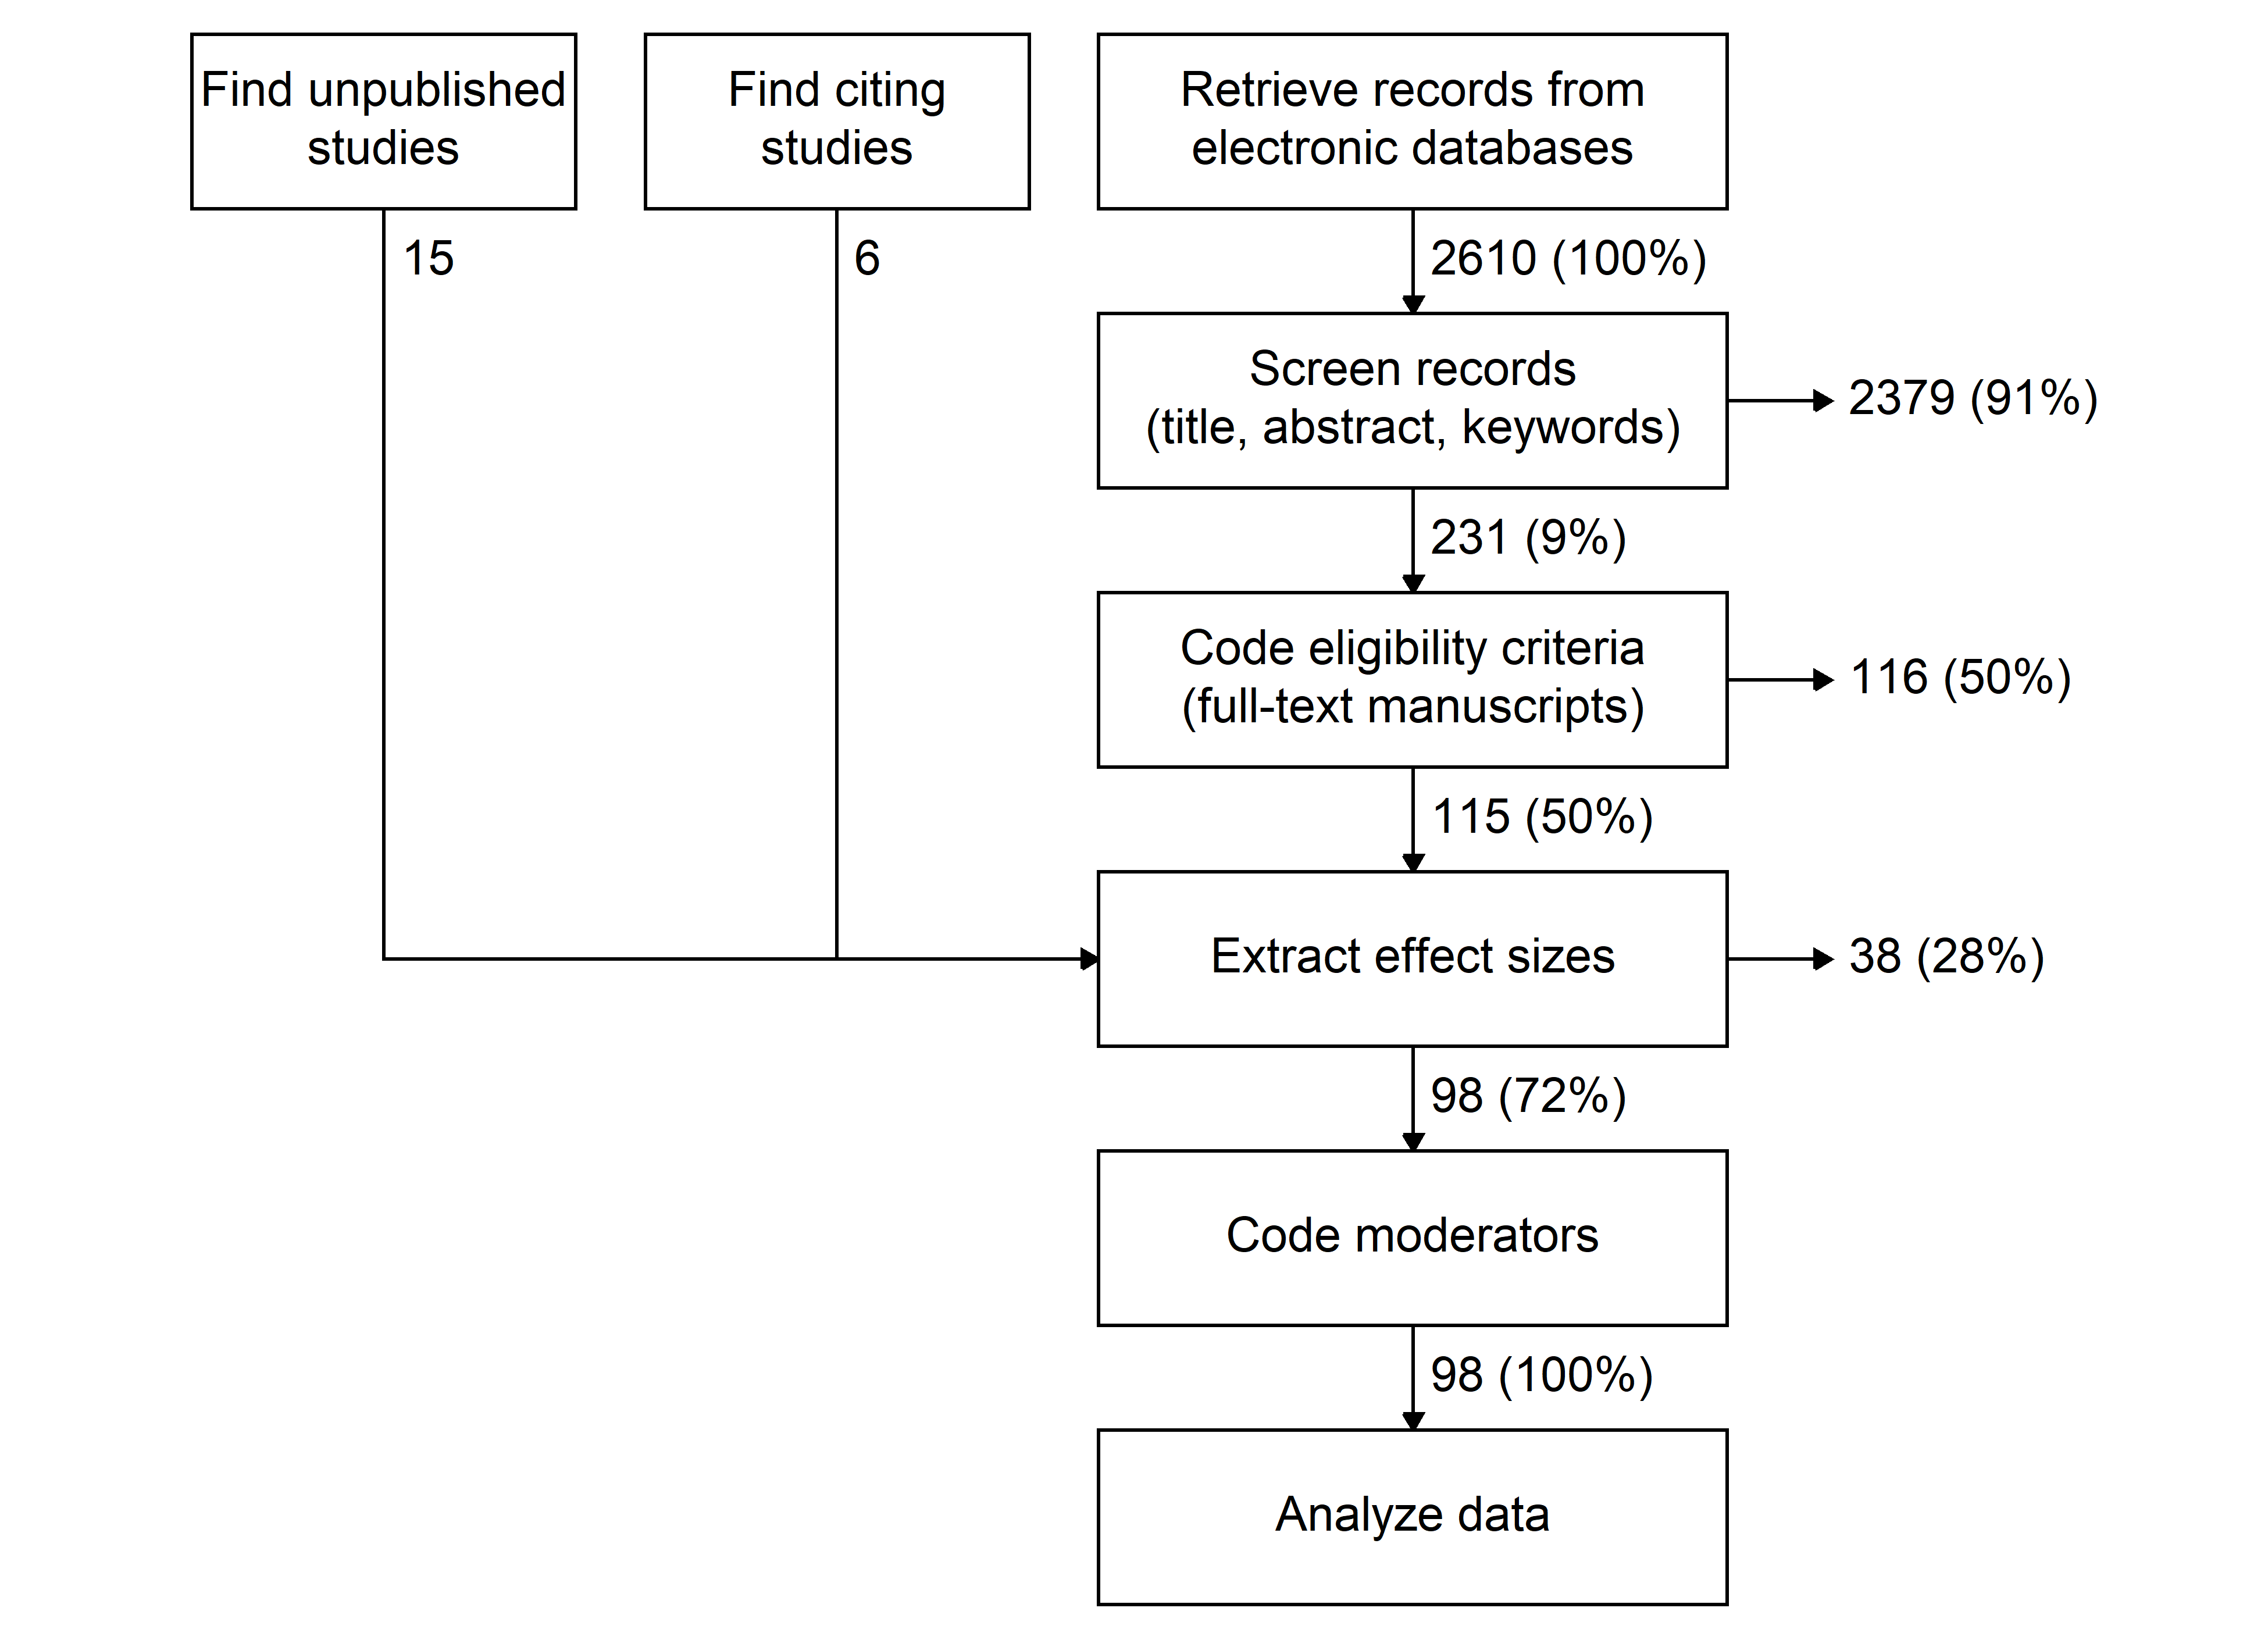 Find unpublished
studies
Find citing
studies
Retrieve records from
electronic databases
15
6
2610 (100%)
Screen records
(title, abstract, keywords)
2379 (91%)
231 (9%)
Code eligibility criteria
(full-text manuscripts)
116 (50%)
115 (50%)
Extract effect sizes
38 (28%)
98 (72%)
Code moderators
98 (100%)
Analyze data